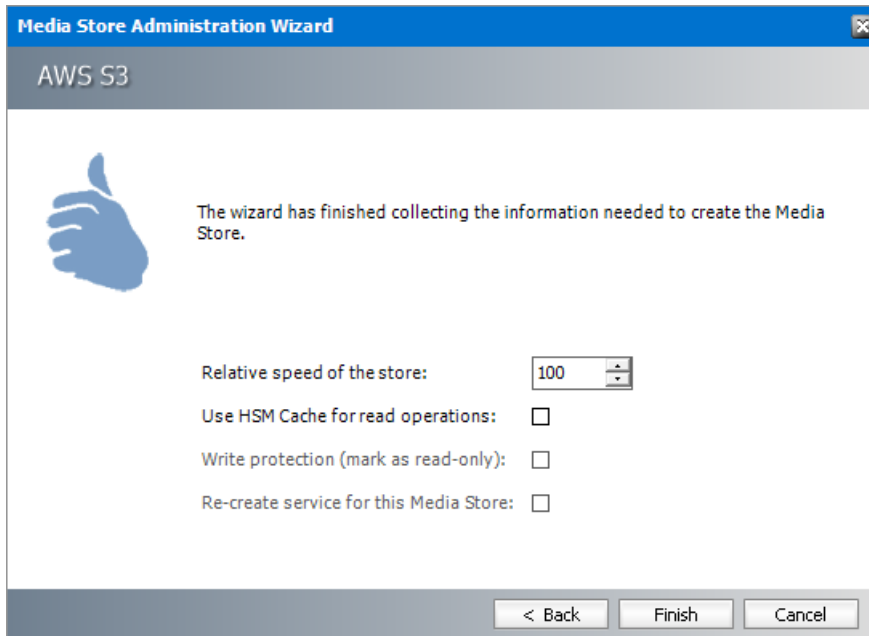 Media Store Administration Wizard
AWS S3
The wizard has finished collecting the information needed to create the Media
Store.
Relative speed of the store: 100
Use HSM Cache for read operations:
Write protection (mark as read-only):
Re-create service for this Media Store:
< Back Finish Cancel